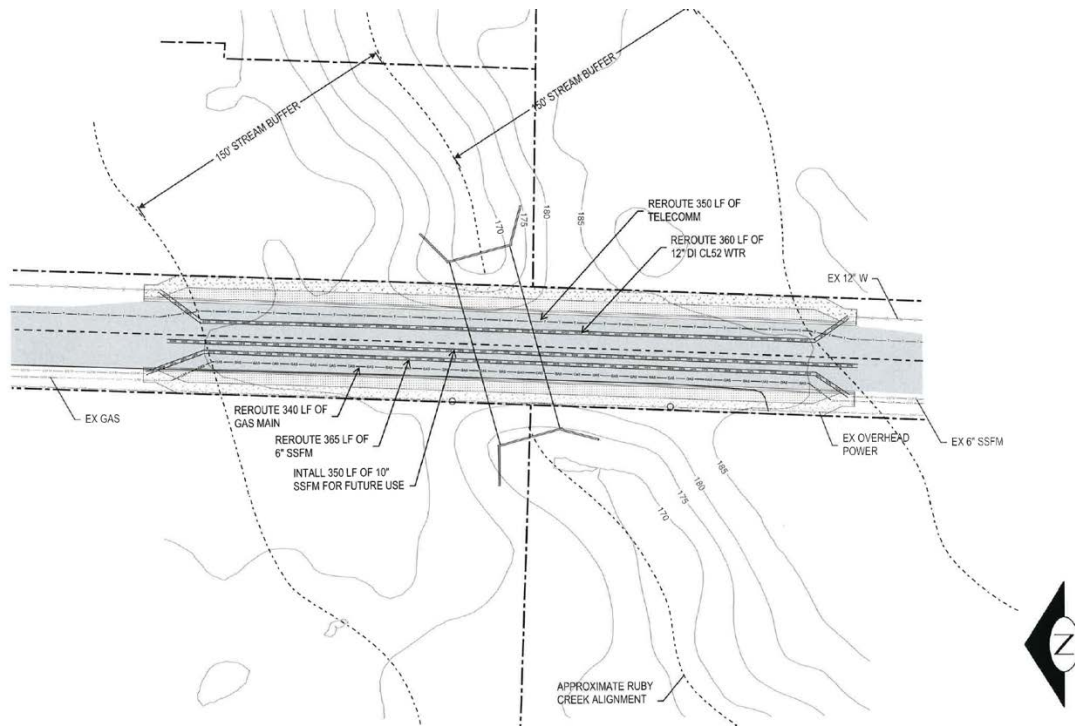 150' STREAM BUFFER
150' STREAM BUFFER
170
175
180
185
REROUTE 350 LF OF
TELECOMM
REROUTE 360 LF OF
12" DI CL52 WTR
EX 12" W
EX GAS
REROUTE 340 LF OF
GAS MAIN
REROUTE 365 LF OF
6" SSFM
INTALL 350 LF OF 10"
SSFM FOR FUTURE USE
EX OVERHEAD
POWER
EX 6" SSFM
185
180
175
170
APPROXIMATE RUBY
CREEK ALIGNMENT
N